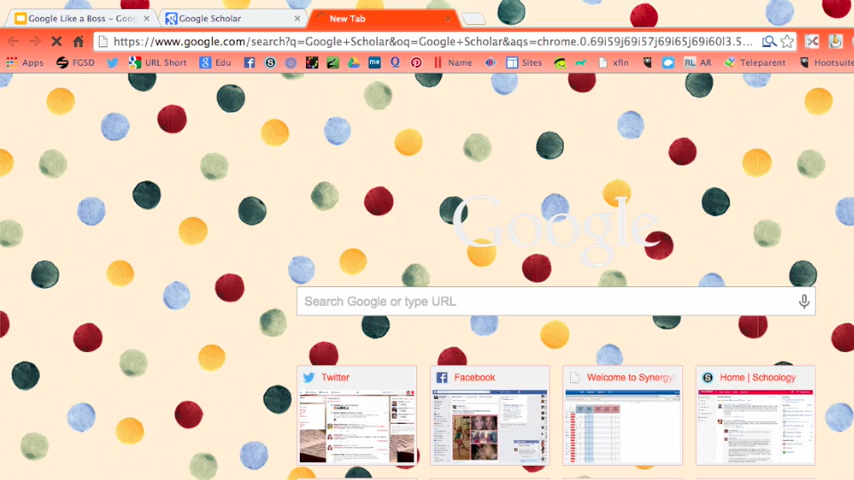 Google Like a Boss - Goog
Google Scholar
New Tab
https://www.google.com/search?q=Google+Scholar&oq=Google+Scholar&aqs=chrome.0.69i59j69i57j69i65j69i60l3.5...
Apps
FGSD
URL Short
Edu
Name
Sites
xfin
RL AR
Teleparent
Hootsuite
Google
Search Google or type URL
Twitter
Facebook
Welcome to Synergy
Home | Schoology